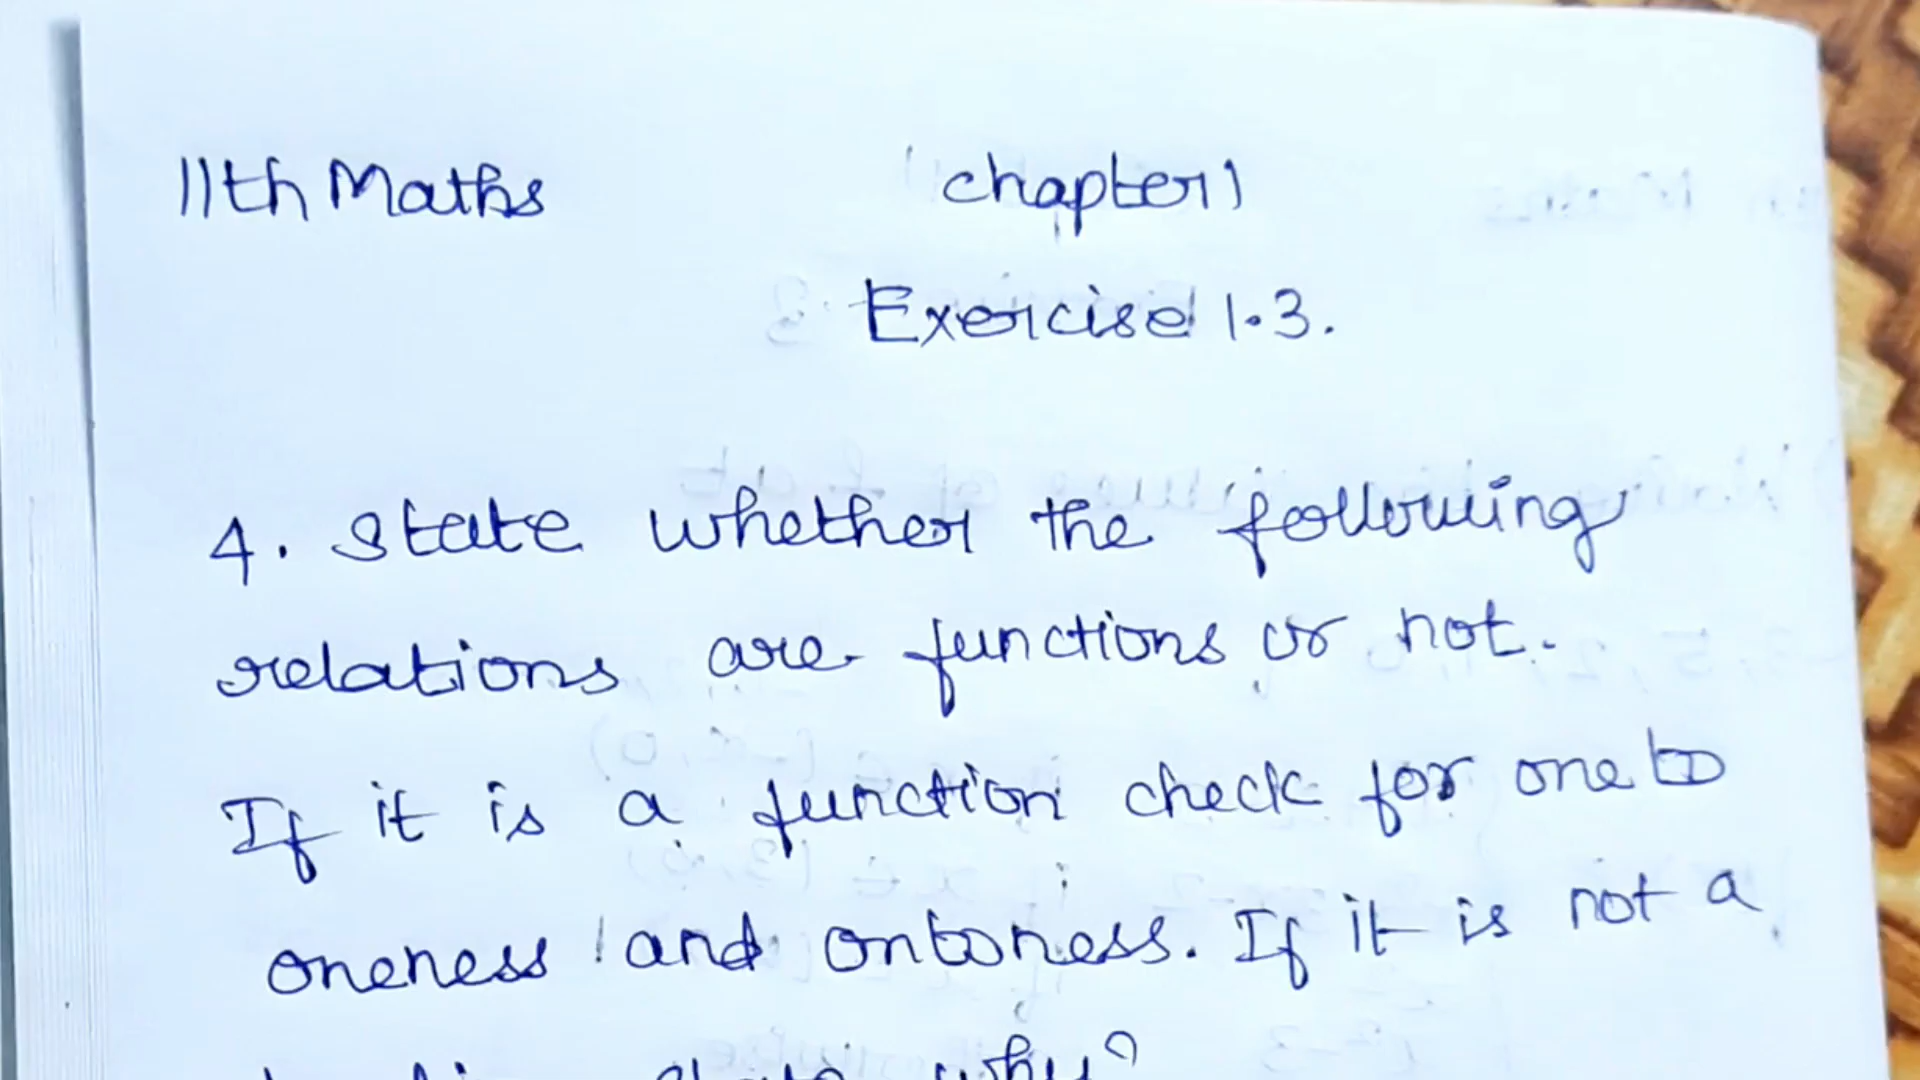 11th Maths
chapter 1
Exercise 1.3.
4. State whether the following
relations are functions or not.
If it is a function check for one to
oneness and ontoness. If it is not a
why?